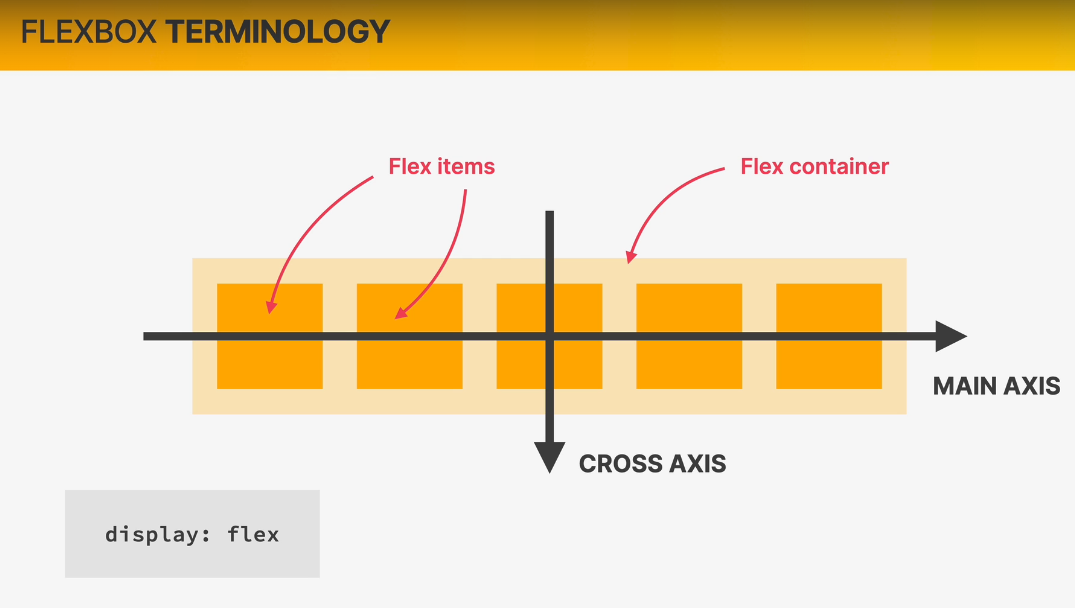 FLEXBOX TERMINOLOGY
Flex items
Flex container
MAIN AXIS
CROSS AXIS
display: flex